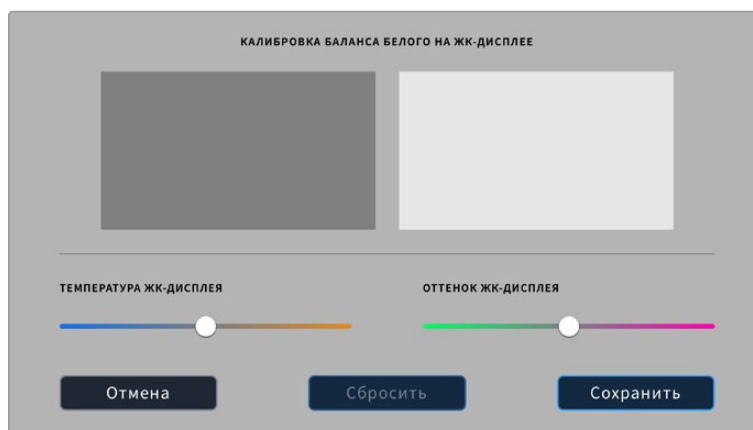 КАЛИБРОВКА БАЛАНСА БЕЛОГО НА ЖК-ДИСПЛЕЕ
ТЕМПЕРАТУРА ЖК-ДИСПЛЕЯ
ОТТЕНОК ЖК-ДИСПЛЕЯ
Отмена
Сбросить
Сохранить